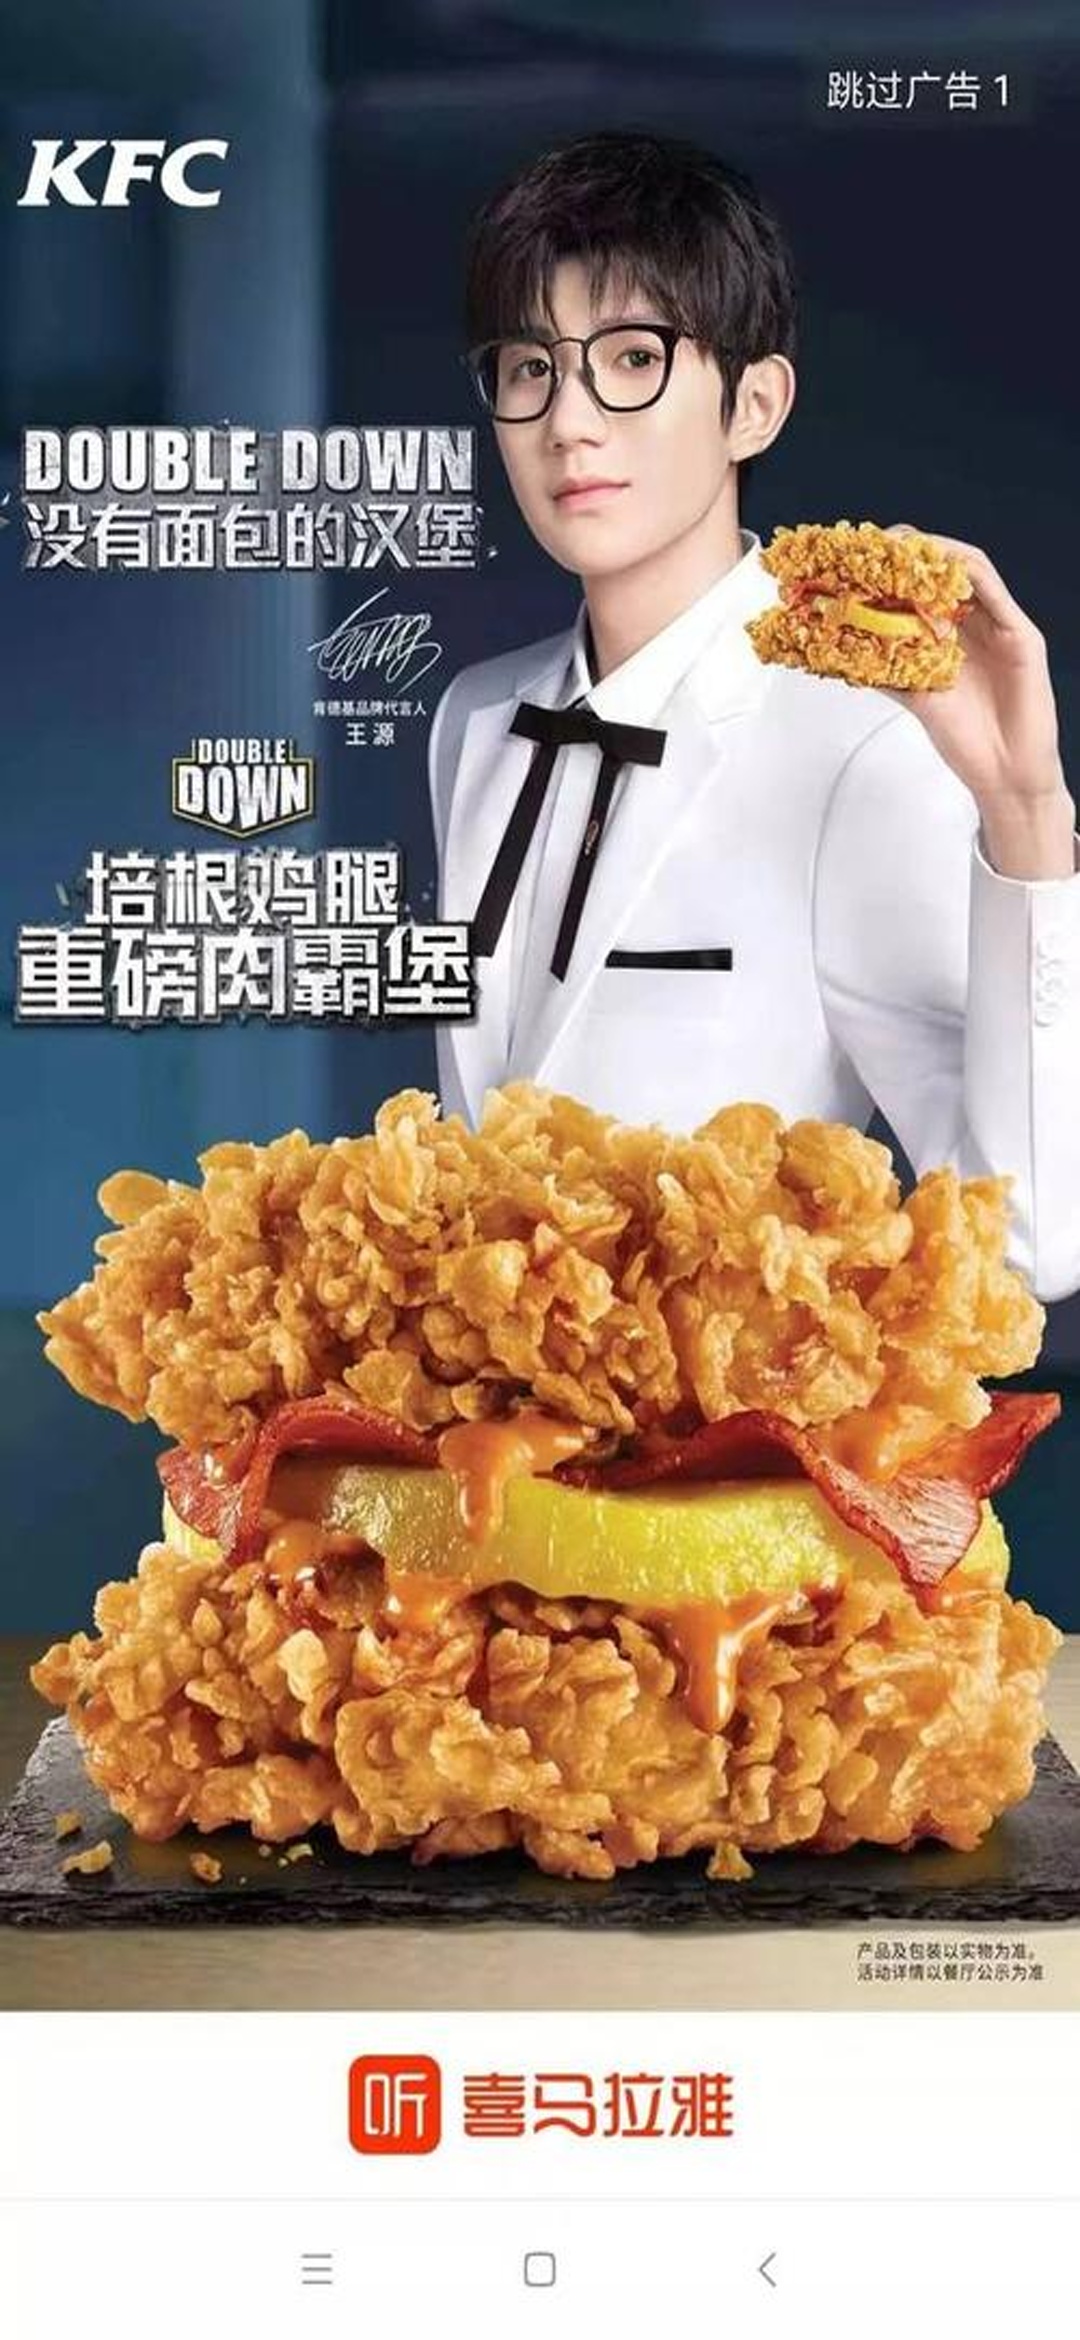 跳过广告 1
KFC
DOUBLE DOWN
没有面包的汉堡
肯德基品牌代言人
王源
DOUBLE
DOWN
培根鸡腿
重磅肉霸堡
产品及包装以实物为准。
活动详情以餐厅公示为准
听 喜马拉雅